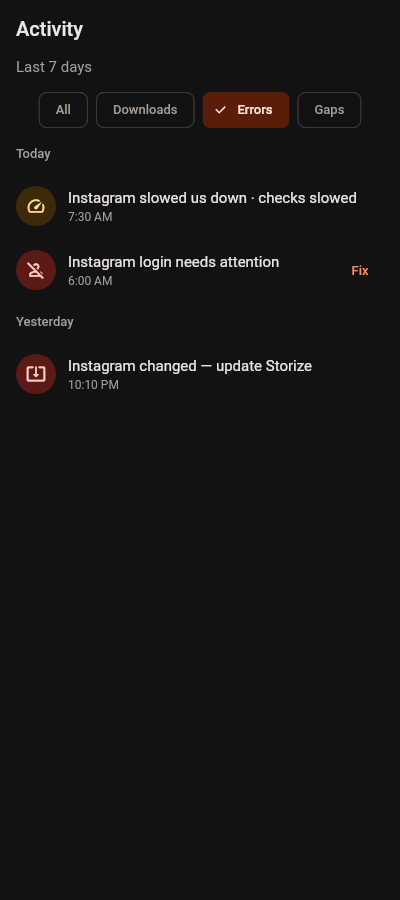 Activity
Last 7 days
All Downloads Errors Gaps
Today
Instagram slowed us down · checks slowed
7:30 AM
Instagram login needs attention
6:00 AM
Fix
Yesterday
Instagram changed — update Storize
10:10 PM